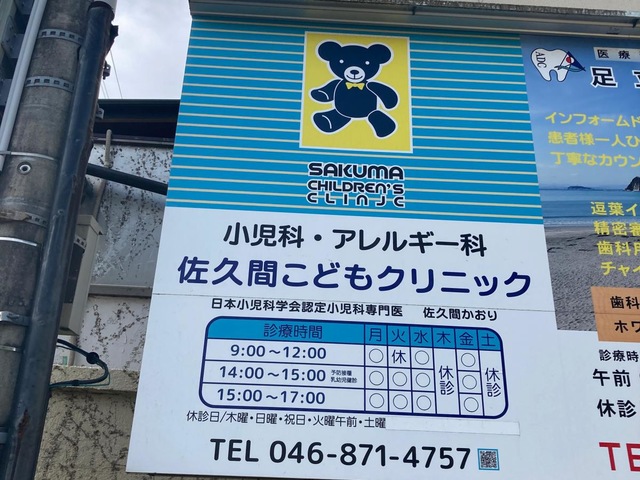 SAKUMA
CHILDREN'S
CLINIC
小児科・アレルギー科
佐久間こどもクリニック
日本小児科学会認定小児科専門医 佐久間かおり
診療時間 月 火 水 木 金 土
9:00〜12:00 ○ 休 ○ 休診 ○ 休診
14:00〜15:00 予防接種 乳幼児健診 ○ ○ ○ ○
15:00〜17:00 ○ ○ ○ ○
休診日/木曜・日曜・祝日・火曜午前・土曜
TEL 046-871-4757
ADC
医療
足立
インフォームド
患者様一人ひ
丁寧なカウン
逗葉イ
精密審
歯科用
チャ
歯科
ホワ
診療時
午前
休診
TE